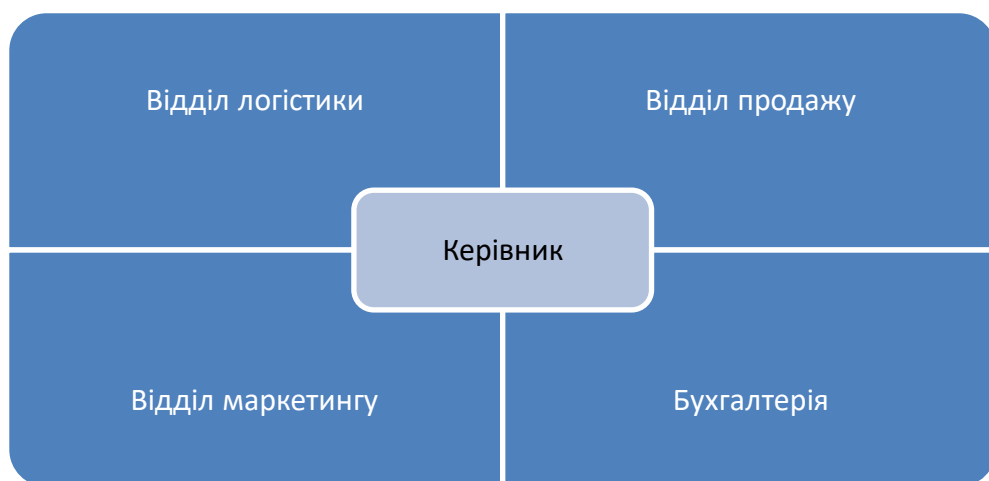 Відділ логістики
Відділ продажу
Керівник
Відділ маркетингу
Бухгалтерія